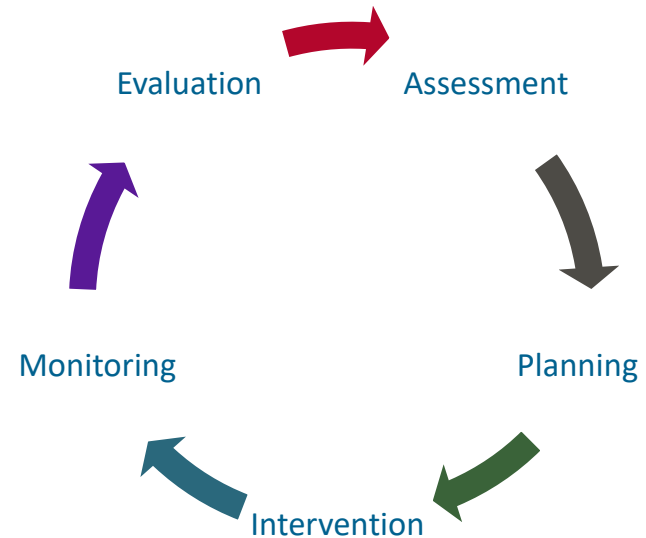 Evaluation
Assessment
Monitoring
Planning
Intervention